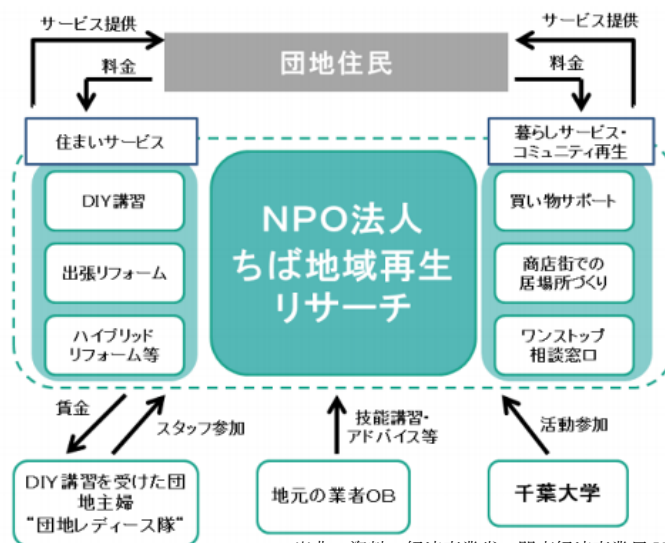 サービス提供
サービス提供
団地住民
料金
料金
住まいサービス
暮らしサービス・
コミュニティ再生
DIY講習
出張リフォーム
ハイブリッド
リフォーム等
NPO法人
ちば地域再生
リサーチ
買い物サポート
商店街での
居場所づくり
ワンストップ
相談窓口
賃金
スタッフ参加
技能講習・
アドバイス等
活動参加
DIY講習を受けた団
地主婦
“団地レディース隊”
地元の業者OB
千葉大学